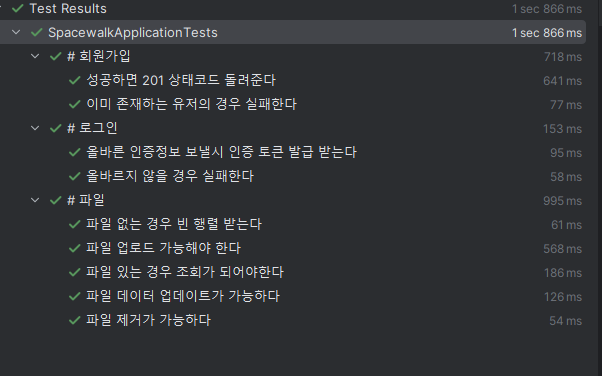 Test Results 1 sec 866 ms
SpacewalkApplicationTests 1 sec 866 ms
# 회원가입 718 ms
성공하면 201 상태코드 돌려준다 641 ms
이미 존재하는 유저의 경우 실패한다 77 ms
# 로그인 153 ms
올바른 인증정보 보낼시 인증 토큰 발급 받는다 95 ms
올바르지 않을 경우 실패한다 58 ms
# 파일 995 ms
파일 없는 경우 빈 행렬 받는다 61 ms
파일 업로드 가능해야 한다 568 ms
파일 있는 경우 조회가 되어야한다 186 ms
파일 데이터 업데이트가 가능하다 126 ms
파일 제거가 가능하다 54 ms